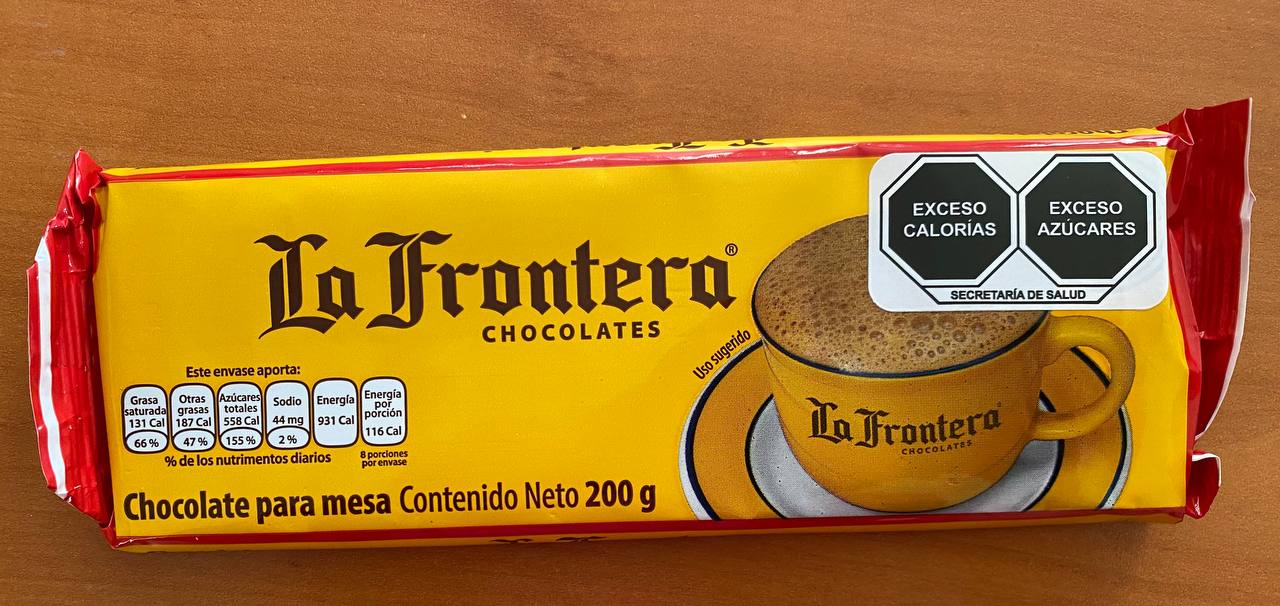 EXCESO
CALORÍAS
EXCESO
AZÚCARES
SECRETARÍA DE SALUD
La Frontera®
CHOCOLATES
Uso sugerido
Este envase aporta:
Grasa
saturada
131 Cal
66 %
Otras
grasas
187 Cal
47 %
Azúcares
totales
558 Cal
155 %
Sodio
44 mg
2 %
Energía
931 Cal
Energía
por
porción
116 Cal
% de los nutrimentos diarios
8 porciones
por envase
La Frontera
CHOCOLATES
Chocolate para mesa Contenido Neto 200 g